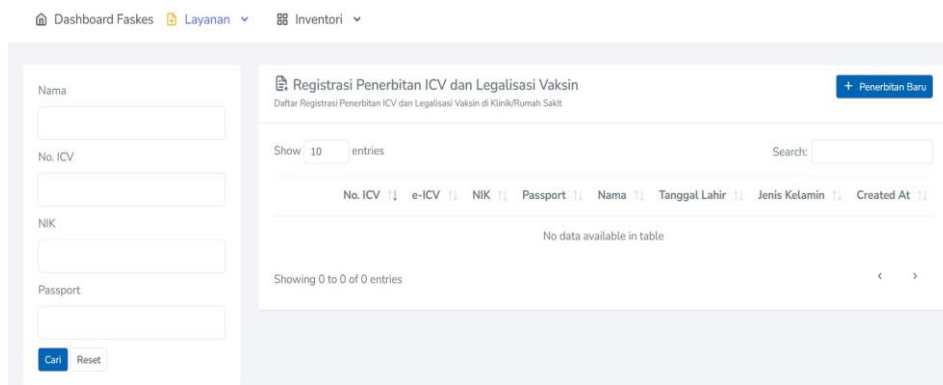 Dashboard Faskes Layanan Inventori
Nama
No. ICV
NIK
Passport
Cari Reset
Registrasi Penerbitan ICV dan Legalisasi Vaksin
Daftar Registrasi Penerbitan ICV dan Legalisasi Vaksin di Klinik/Rumah Sakit
+ Penerbitan Baru
Show 10 entries Search:
No. ICV e-ICV NIK Passport Nama Tanggal Lahir Jenis Kelamin Created At
No data available in table
Showing 0 to 0 of 0 entries